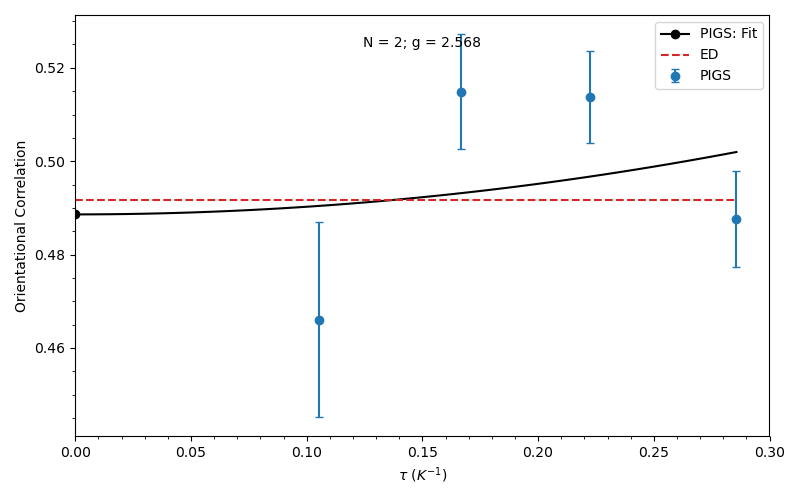 N = 2; g = 2.568
PIGS: Fit
ED
PIGS
Orientational Correlation
0.52
0.50
0.48
0.46
0.00 0.05 0.10 0.15 0.20 0.25 0.30
τ (K⁻¹)